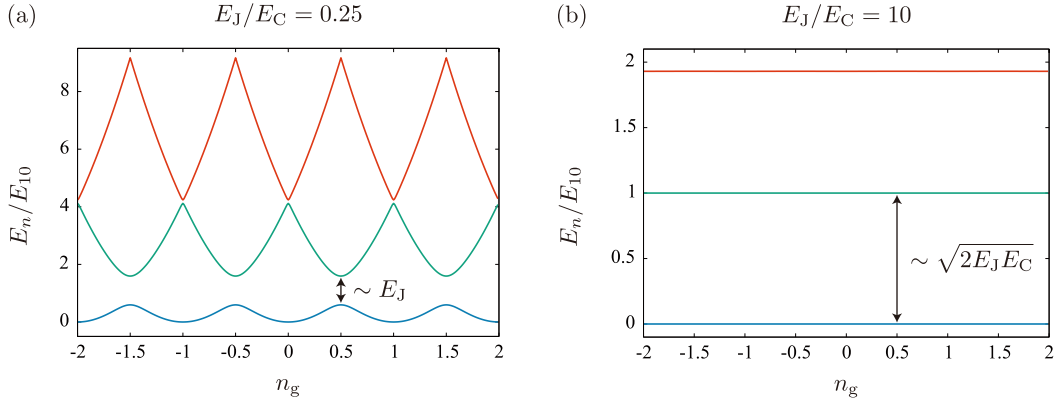 (a) E_J/E_C = 0.25
E_n/E_10
8
6
4
2
0
∼ E_J
-2 -1.5 -1 -0.5 0 0.5 1 1.5 2
n_g
(b) E_J/E_C = 10
E_n/E_10
2
1.5
1
0.5
0
∼ √2E_JE_C
-2 -1.5 -1 -0.5 0 0.5 1 1.5 2
n_g